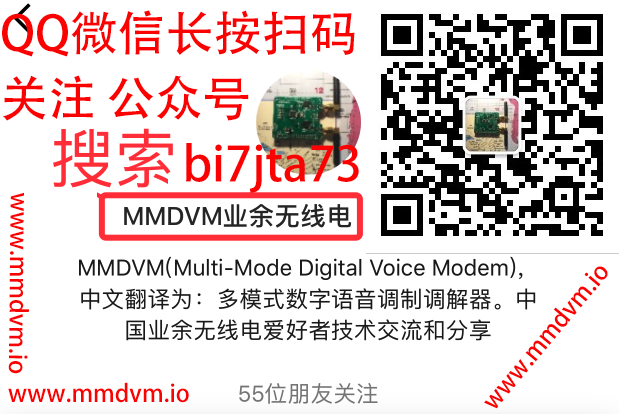 QQ微信长按扫码
关注 公众号
搜索 bi7jta73
MMDVM业余无线电
MMDVM(Multi-Mode Digital Voice Modem),
中文翻译为：多模式数字语音调制调解器。中
国业余无线电爱好者技术交流和分享
www.mmdvm.io
www.mmdvm.io
55位朋友关注
www.mmdvm.io